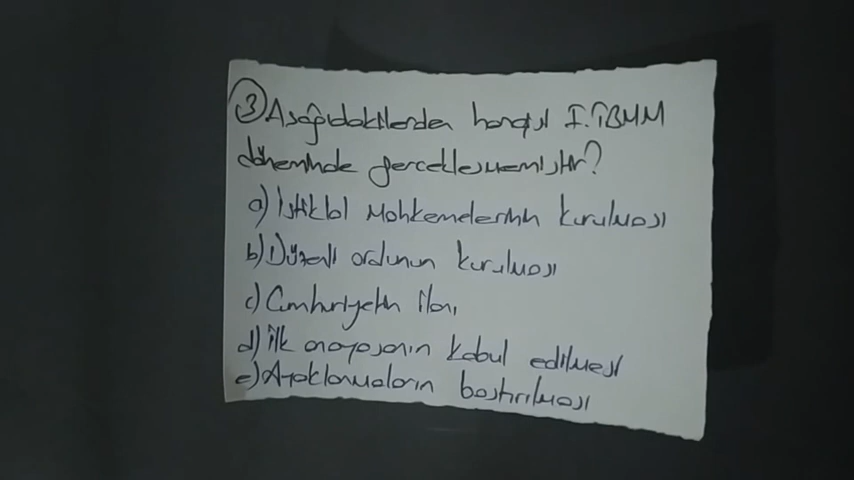 3 Aşağıdakilerden hangisi I.TBMM
döneminde gerçekleşmemiştir?
a) İstiklal Mahkemelerinin kurulması
b) Düzenli ordunun kurulması
c) Cumhuriyetin ilanı
d) İlk anayasanın kabul edilmesi
e) Ayaklanmaların bastırılması